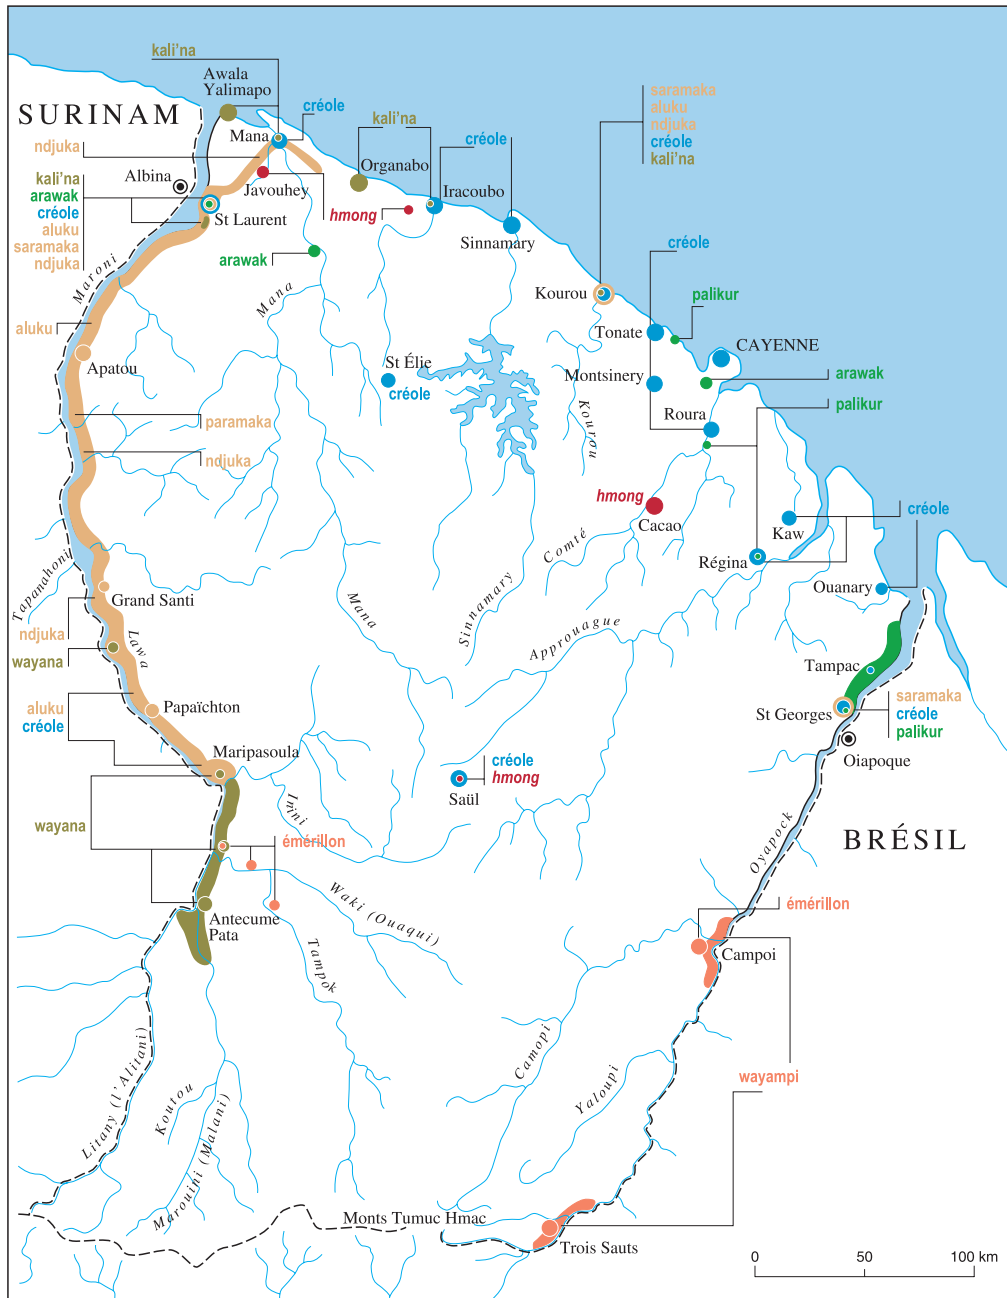 kali'na
Awala
Yalimapo
SURINAM
Mana
créole
ndjuka
kali'na
Albina
Organabo
créole
saramaka
aluku
ndjuka
créole
kali'na
kali'na
arawak
créole
aluku
saramaka
ndjuka
Javouhey
Iracoubo
hmong
St Laurent
Sinnamary
arawak
créole
Maroni
Mana
Kourou
palikur
Tonate
aluku
CAYENNE
Apatou
St Élie
créole
Montsinery
arawak
palikur
Roura
Kourou
paramaka
ndjuka
hmong
Cacao
créole
Kaw
Comté
Régina
Tapanahoni
Sinnamary
Ouanary
Grand Santi
Mana
Approuague
ndjuka
Lawa
wayana
Tampac
aluku
créole
Papaïchton
saramaka
créole
palikur
St Georges
Oiapoque
Maripasoula
créole
hmong
Saül
Inini
wayana
émérillon
BRÉSIL
Oyapock
Waki (Ouaqui)
émérillon
Antecume
Pata
Tampok
Campoi
Camopi
wayampi
Yaloupi
Litany (l'Alitani)
Koutou
Marouini (Malani)
Monts Tumuc Hmac
Trois Sauts
0 50 100 km